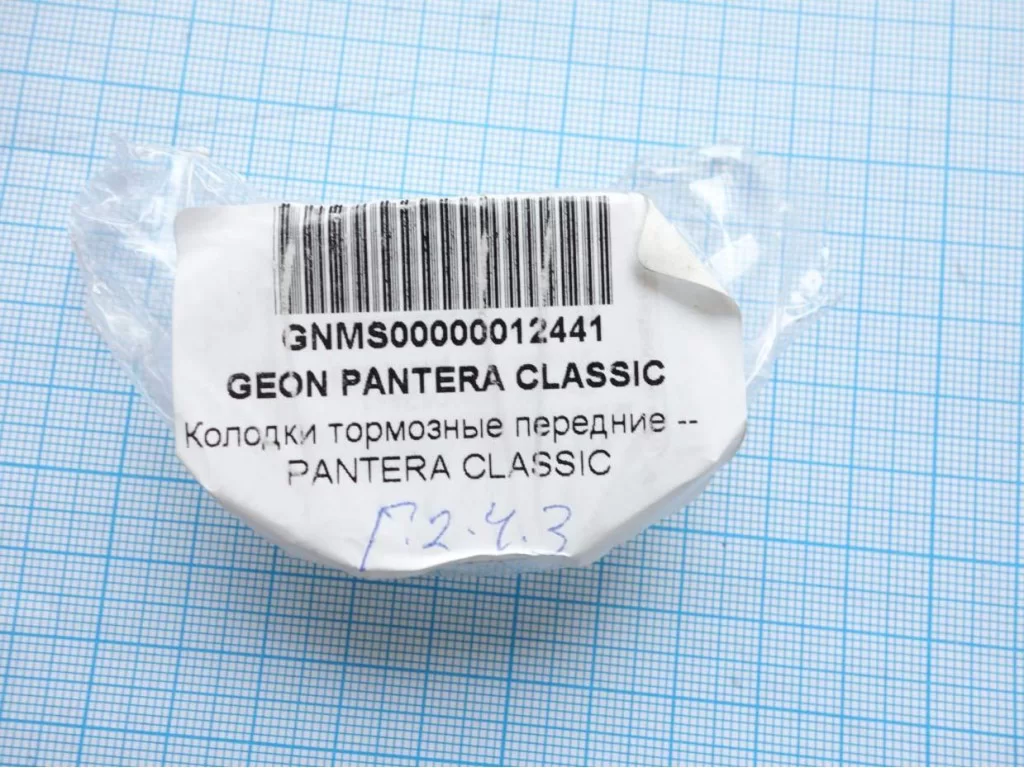 GNMS00000012441
GEON PANTERA CLASSIC
Колодки тормозные передние --
PANTERA CLASSIC
Г.2.4.3